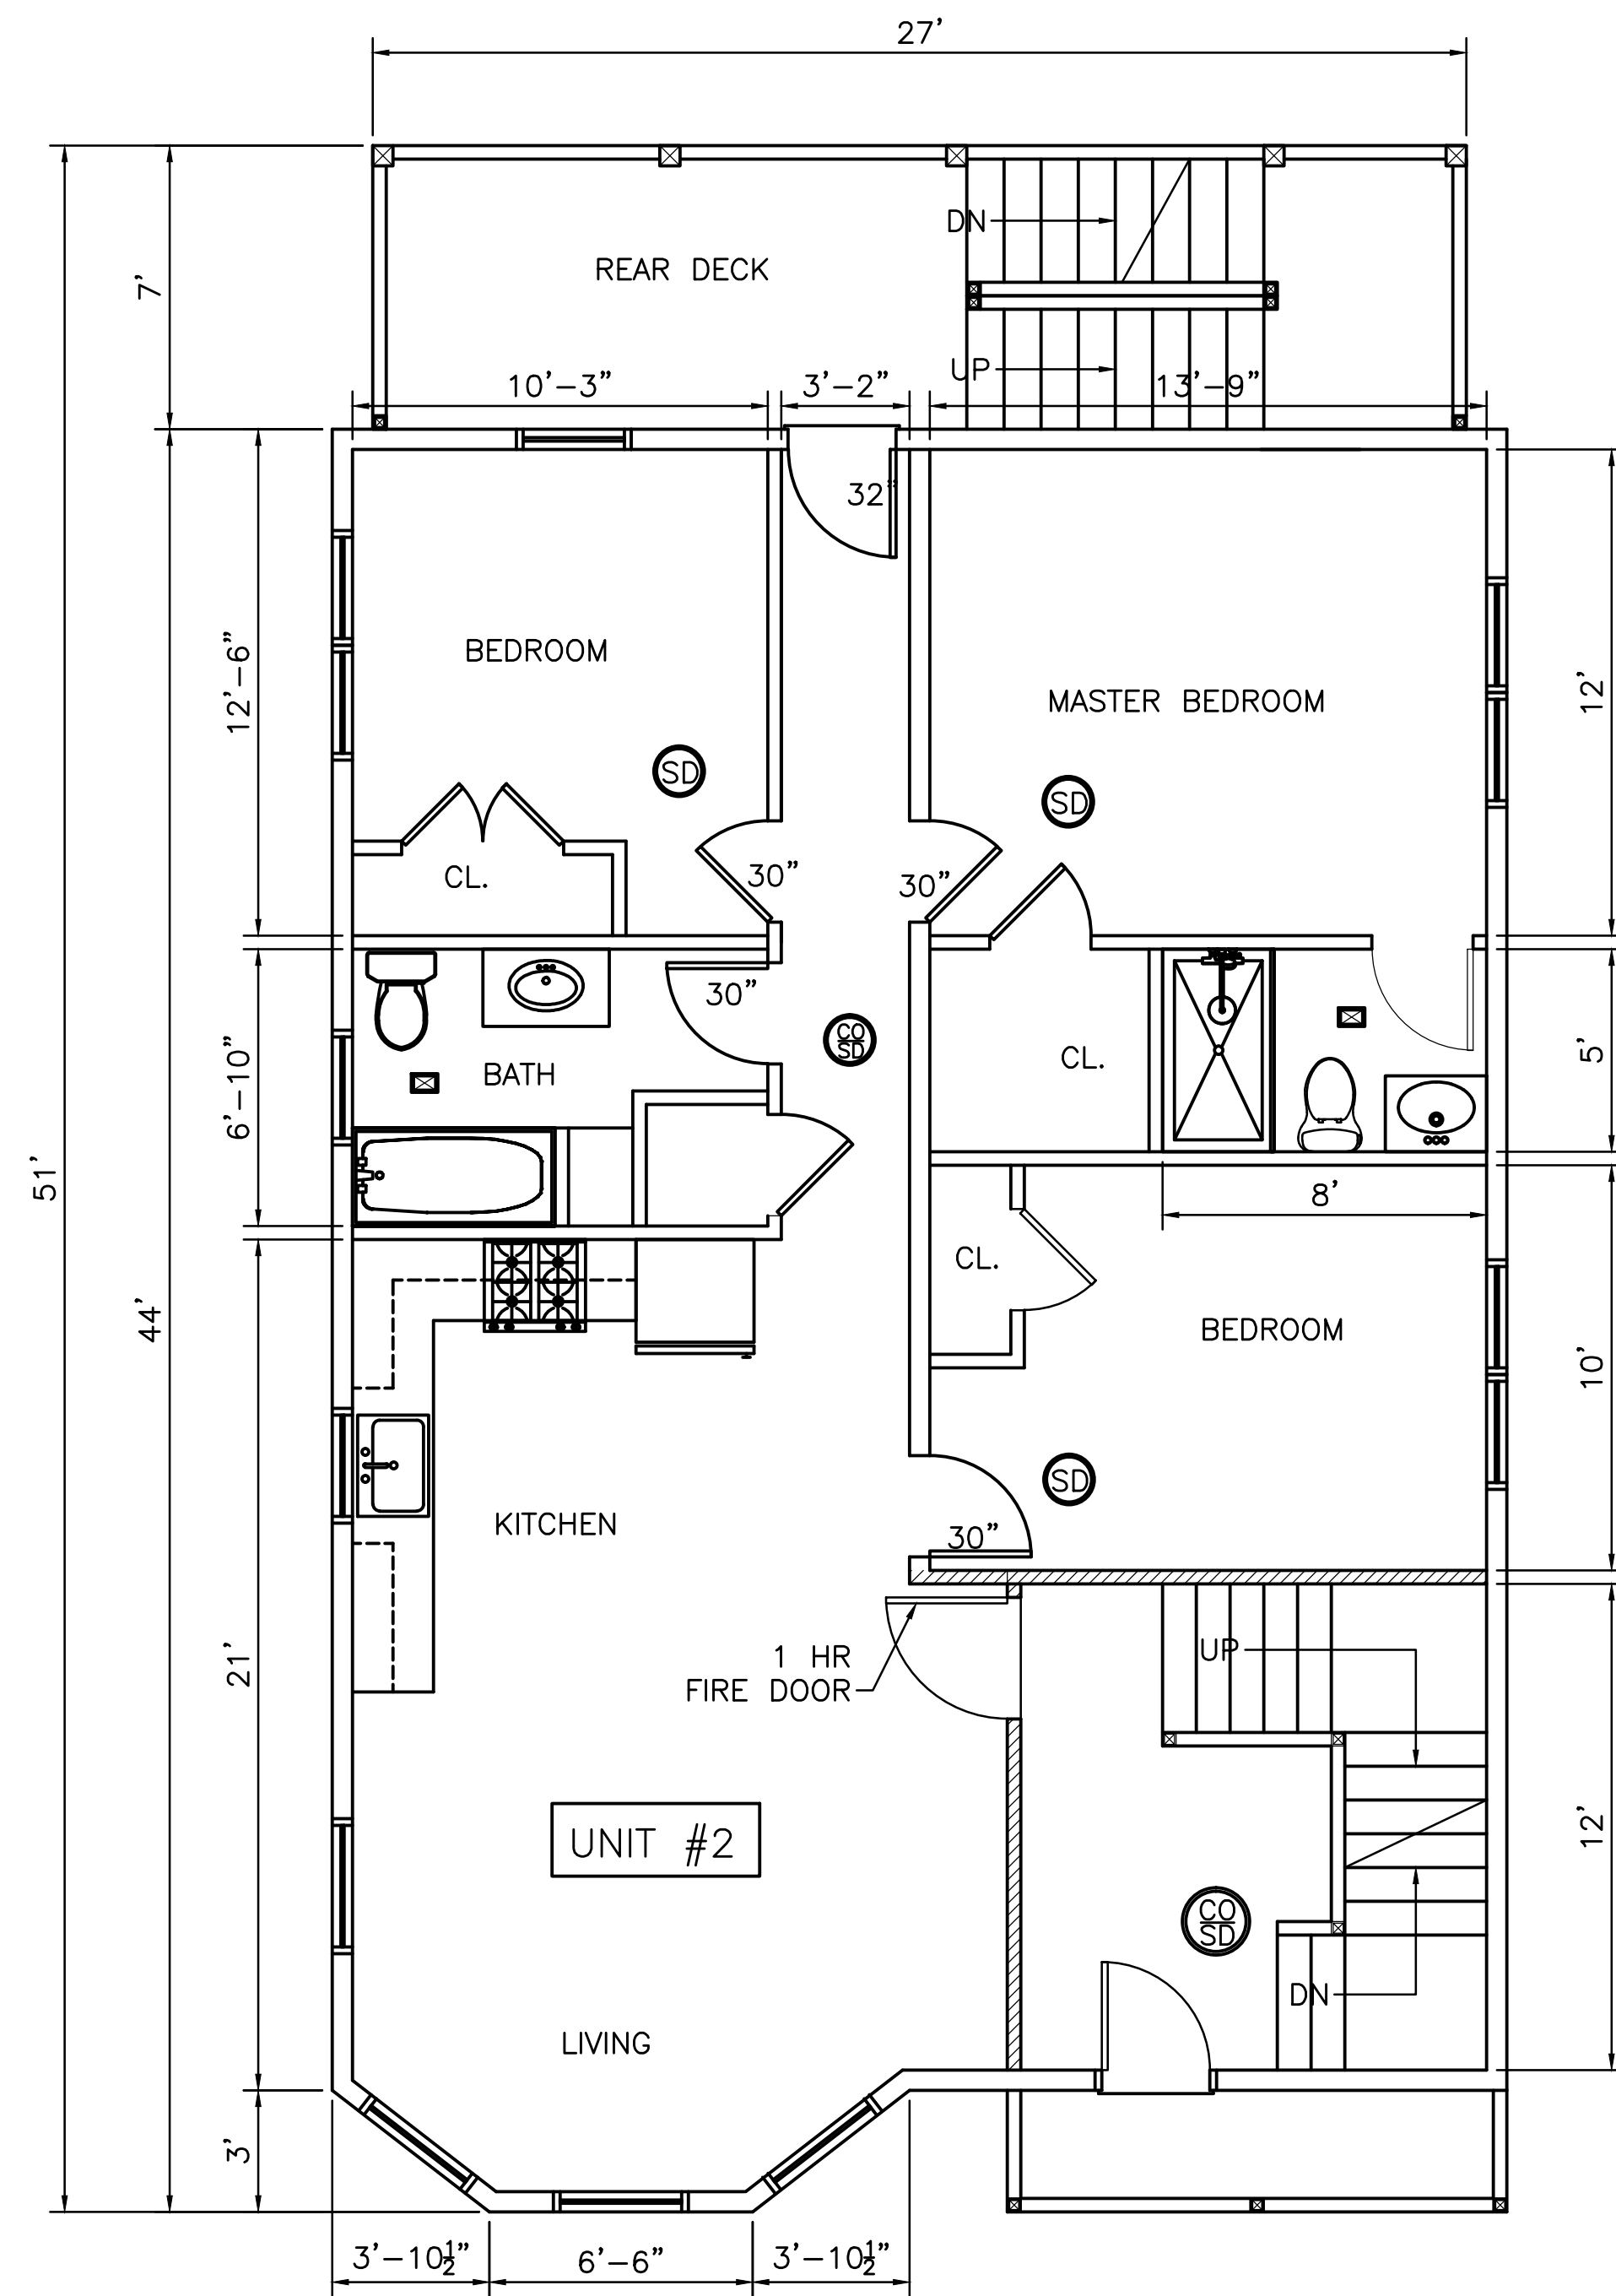 27’
DN
REAR DECK
7’
UP
10’-3”
3’-2”
13’-9”
32”
BEDROOM
12’-6”
MASTER BEDROOM
12’
SD
SD
CL.
30”
30”
30”
CO
SD
BATH
CL.
6’-10”
5’
51’
8’
CL.
44’
BEDROOM
10’
SD
KITCHEN
30”
1 HR
FIRE DOOR
UP
21’
UNIT #2
12’
CO
SD
DN
LIVING
3’
3’-10½”
6’-6”
3’-10½”